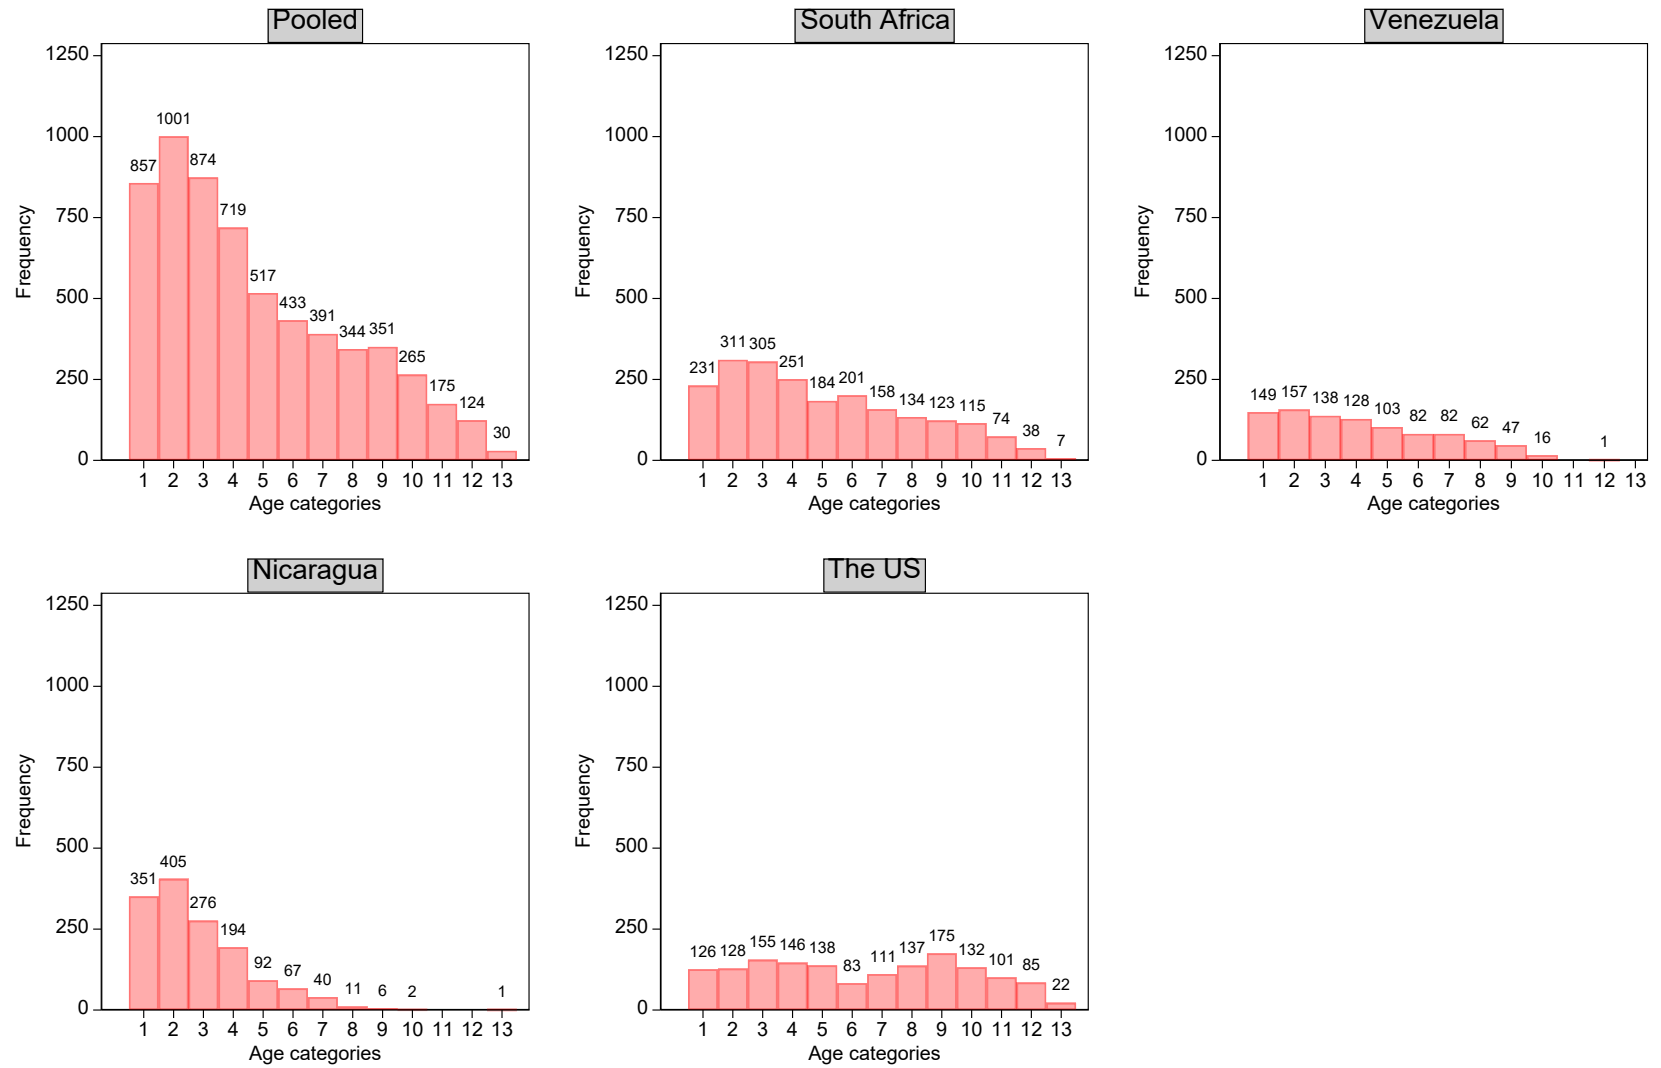 Pooled
1250
1000
750
500
250
0
Frequency
857 1001 874 719 517 433 391 344 351 265 175 124 30
1 2 3 4 5 6 7 8 9 10 11 12 13
Age categories
South Africa
1250
1000
750
500
250
0
Frequency
231 311 305 251 184 201 158 134 123 115 74 38 7
1 2 3 4 5 6 7 8 9 10 11 12 13
Age categories
Venezuela
1250
1000
750
500
250
0
Frequency
149 157 138 128 103 82 82 62 47 16 1
1 2 3 4 5 6 7 8 9 10 11 12 13
Age categories
Nicaragua
1250
1000
750
500
250
0
Frequency
351 405 276 194 92 67 40 11 6 2 1
1 2 3 4 5 6 7 8 9 10 11 12 13
Age categories
The US
1250
1000
750
500
250
0
Frequency
126 128 155 146 138 83 111 137 175 132 101 85 22
1 2 3 4 5 6 7 8 9 10 11 12 13
Age categories